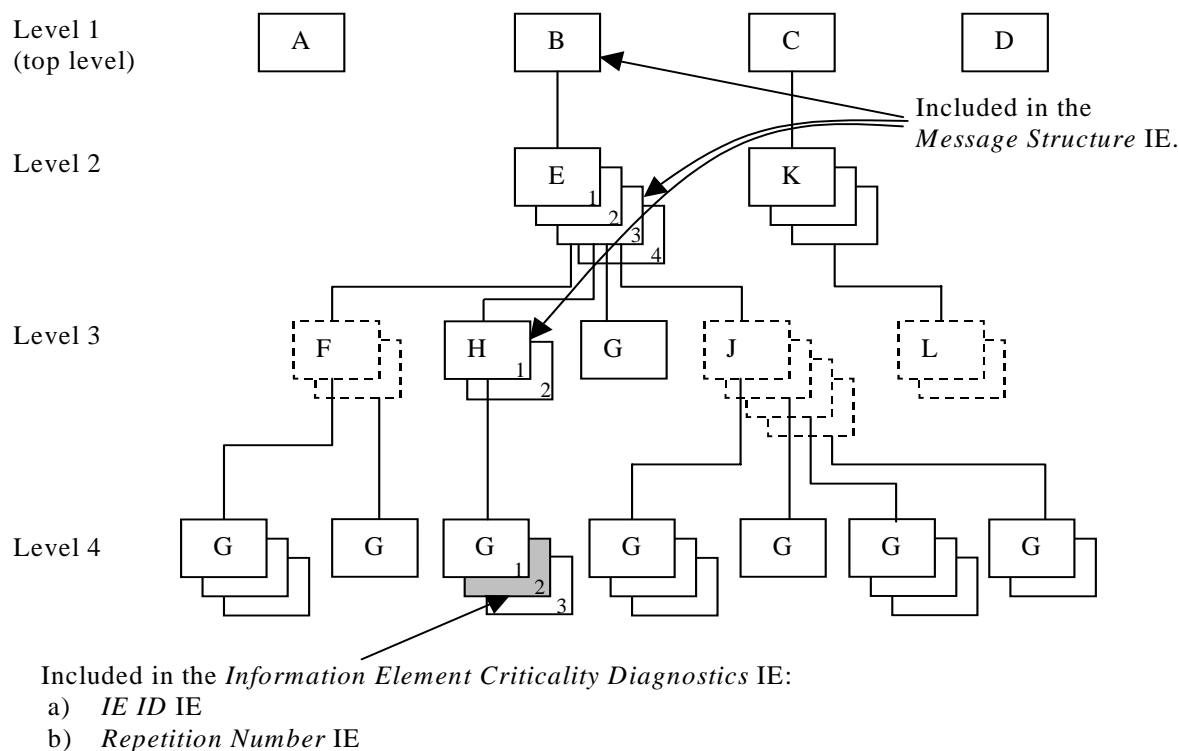 Level 1
(top level)
A
B
C
D
Included in the
Message Structure IE.
Level 2
E
1
2
3
4
K
Level 3
F
H
1
2
G
J
L
Level 4
G
G
G
1
2
3
G
G
G
G
Included in the Information Element Criticality Diagnostics IE:
a) IE ID IE
b) Repetition Number IE